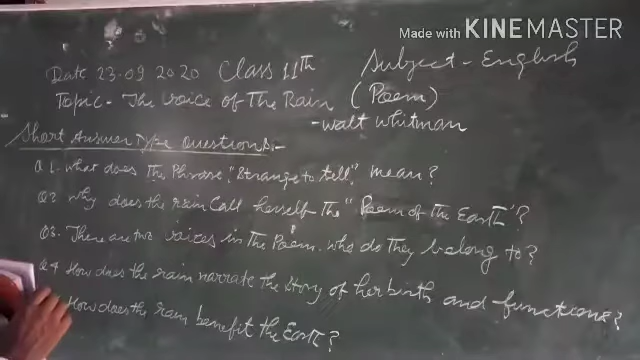 Made with KINEMASTER
Date 23.09 2020 Class 11th Subject - English
Topic - The Voice of The Rain (Poem)
- Walt Whitman
Short Answer Type Questions:-
Q 1. What does The Phrase, "Strange to tell" mean?
Q2 Why does the rain call herself the "Poem of The Earth"?
Q3. There are two voices in The Poem. Who do They belong to?
Q4 How does the rain narrate the story of her birth and functions?
How does the rain benefit the Earth?